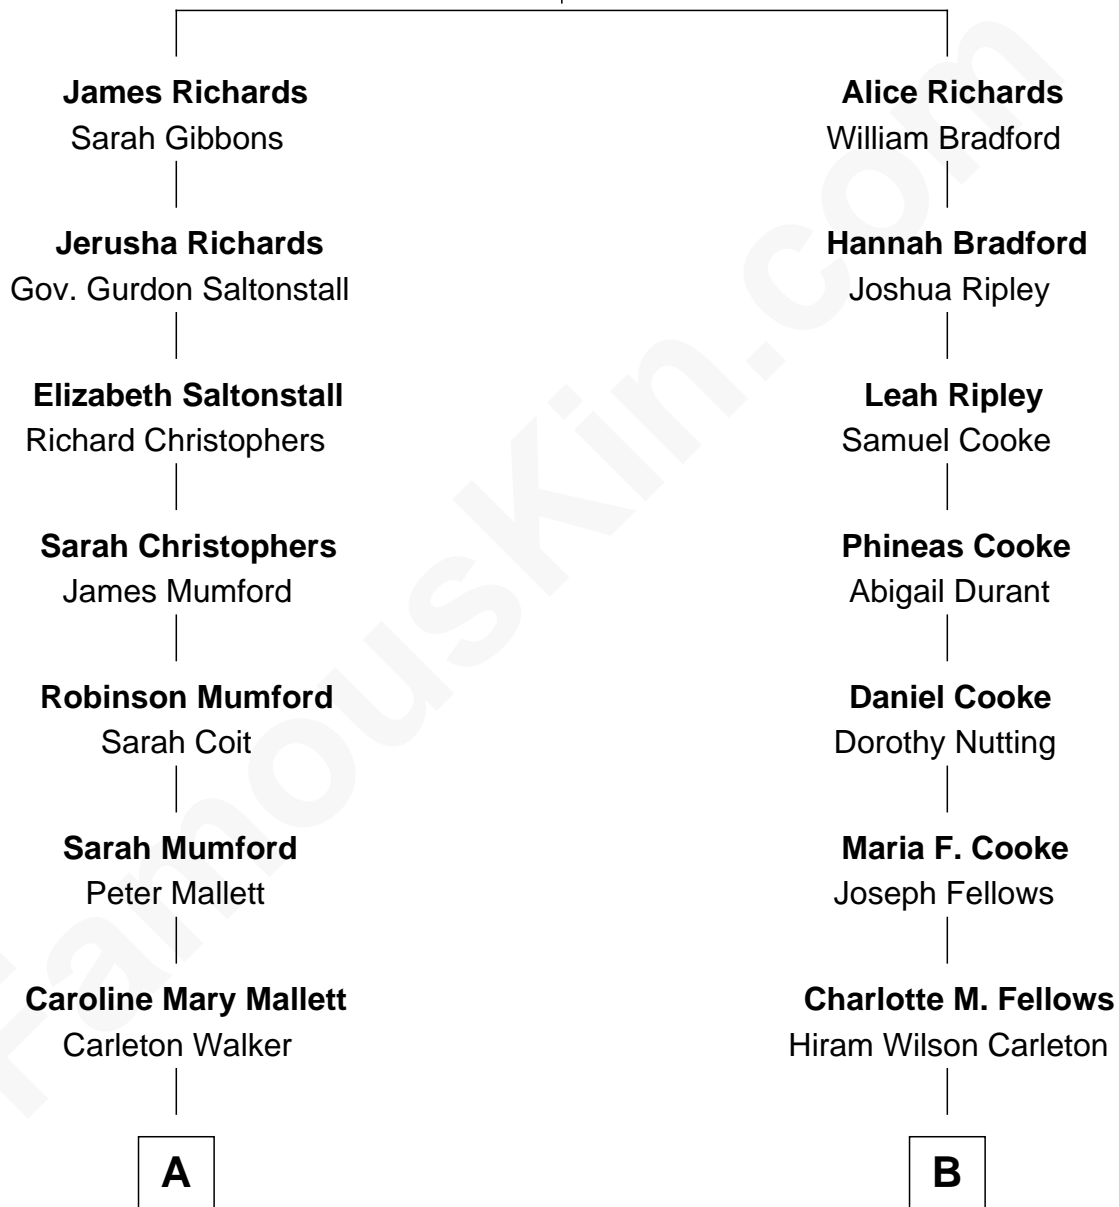 James Richards
Sarah Gibbons
Jerusha Richards
Gov. Gurdon Saltonstall
Elizabeth Saltonstall
Richard Christophers
Sarah Christophers
James Mumford
Robinson Mumford
Sarah Coit
Sarah Mumford
Peter Mallett
Caroline Mary Mallett
Carleton Walker
A
Alice Richards
William Bradford
Hannah Bradford
Joshua Ripley
Leah Ripley
Samuel Cooke
Phineas Cooke
Abigail Durant
Daniel Cooke
Dorothy Nutting
Maria F. Cooke
Joseph Fellows
Charlotte M. Fellows
Hiram Wilson Carleton
B
FamousKin.com